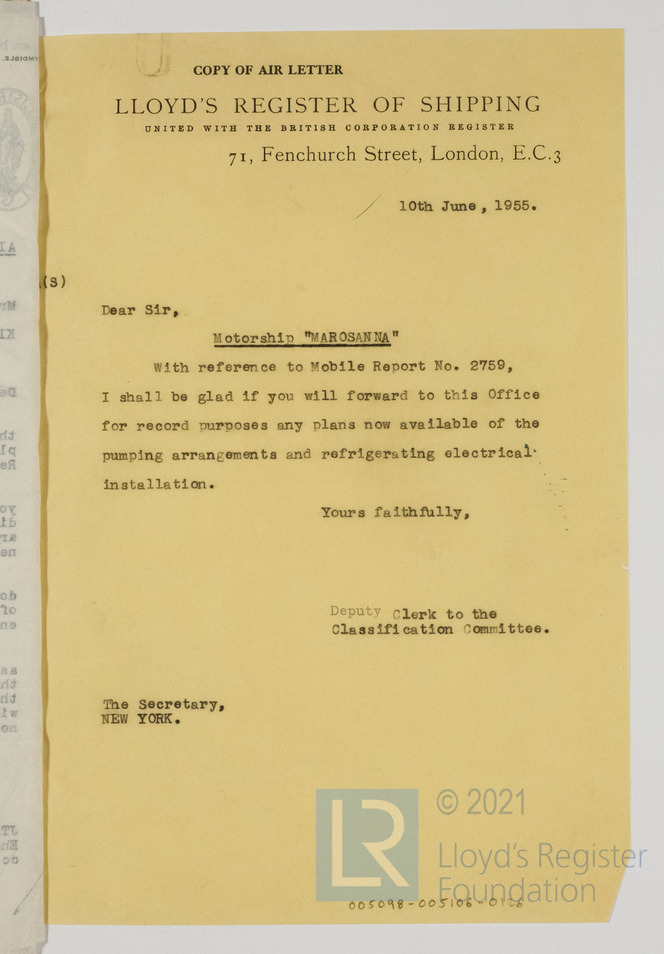 COPY OF AIR LETTER
LLOYD'S REGISTER OF SHIPPING
UNITED WITH THE BRITISH CORPORATION REGISTER
71, Fenchurch Street, London, E.C.3
10th June, 1955.
(S)
Dear Sir,
Motorship "MAROSANNA"
With reference to Mobile Report No. 2759,
I shall be glad if you will forward to this Office
for record purposes any plans now available of the
pumping arrangements and refrigerating electrical
installation.
Yours faithfully,
Deputy Clerk to the
Classification Committee.
The Secretary,
NEW YORK.
LR
© 2021
Lloyd's Register
Foundation
005098-005106-0126